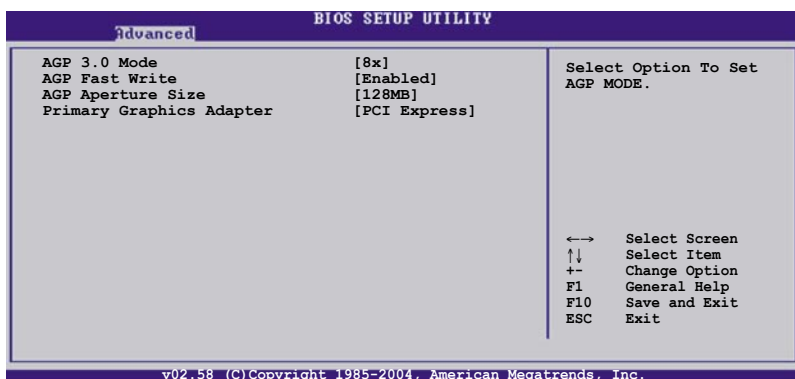 BIOS SETUP UTILITY
Advanced
AGP 3.0 Mode [8x]
AGP Fast Write [Enabled]
AGP Aperture Size [128MB]
Primary Graphics Adapter [PCI Express]
Select Option To Set
AGP MODE.
←→ Select Screen
↑↓ Select Item
+- Change Option
F1 General Help
F10 Save and Exit
ESC Exit
v02.58 (C)Copyright 1985-2004, American Megatrends, Inc.